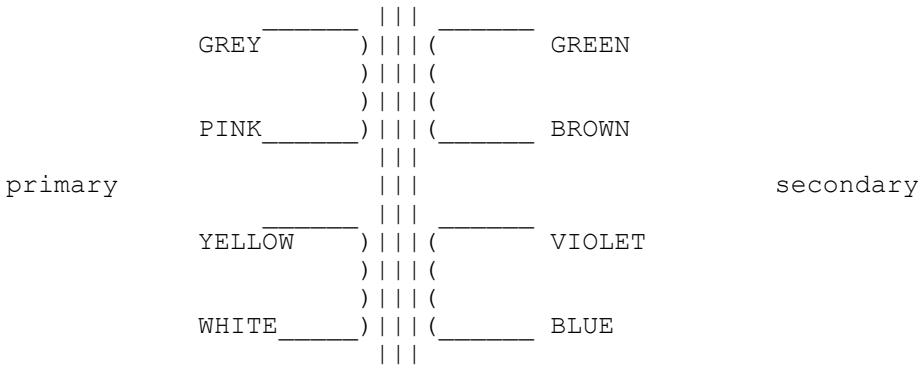 GREY GREEN
PINK BROWN
primary secondary
YELLOW VIOLET
WHITE BLUE